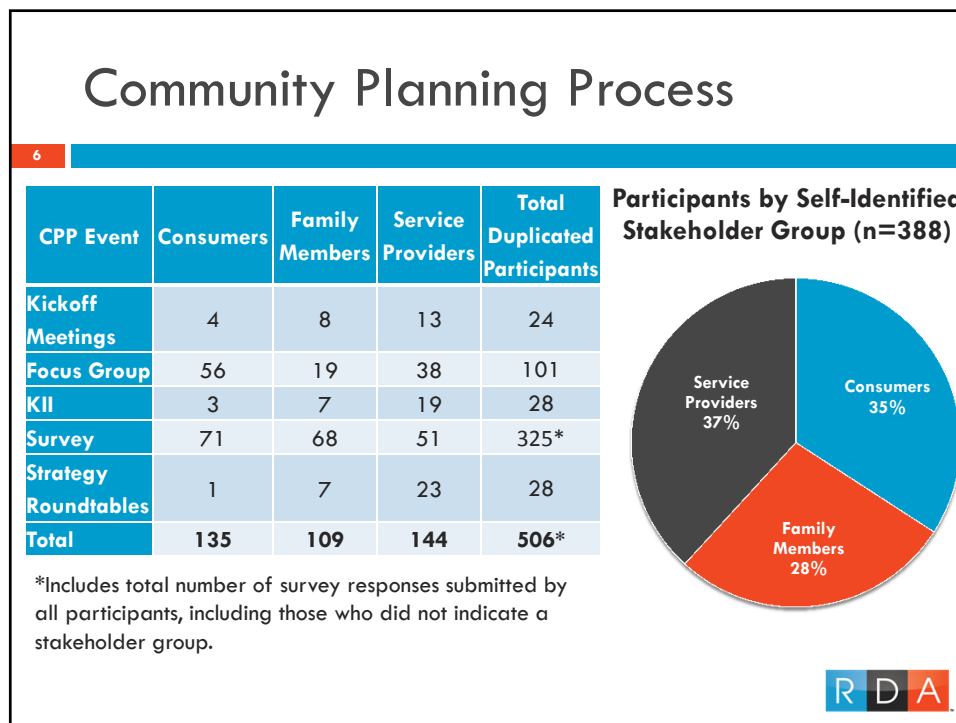 Community Planning Process
6
CPP Event Consumers Family Members Service Providers Total Duplicated Participants
Kickoff Meetings 4 8 13 24
Focus Group 56 19 38 101
KII 3 7 19 28
Survey 71 68 51 325*
Strategy Roundtables 1 7 23 28
Total 135 109 144 506*
*Includes total number of survey responses submitted by
all participants, including those who did not indicate a
stakeholder group.
Participants by Self-Identified
Stakeholder Group (n=388)
Service
Providers
37%
Consumers
35%
Family
Members
28%
R D A